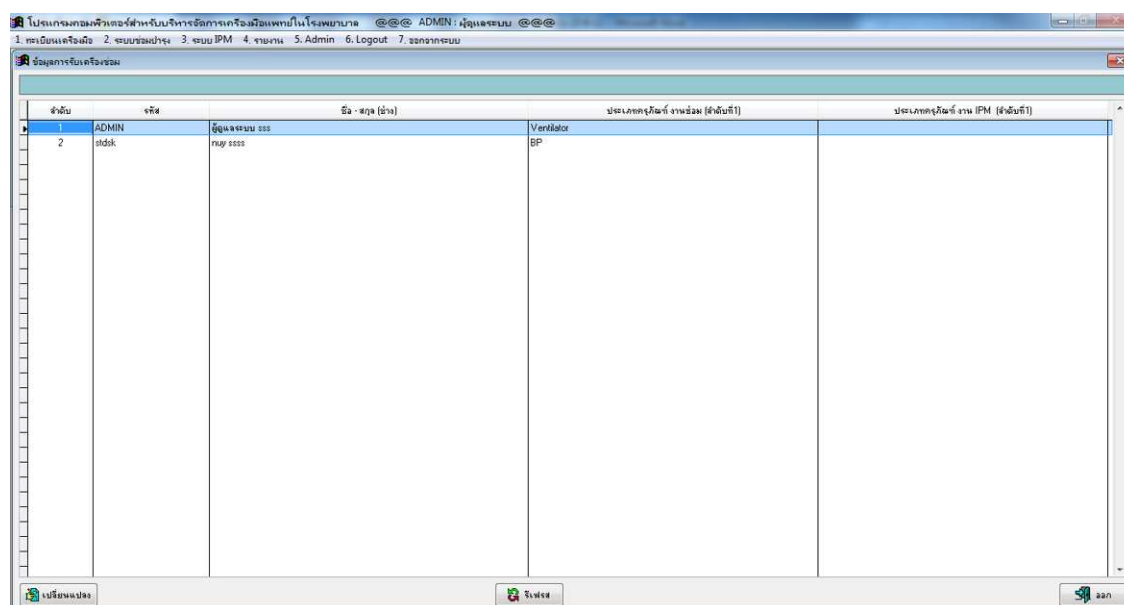 โปรแกรมคอมพิวเตอร์สำหรับบริหารจัดการเครื่องมือแพทย์ในโรงพยาบาล @@@ ADMIN : ผู้ดูแลระบบ @@@
1. ทะเบียนเครื่องมือ 2. ระบบซ่อมบำรุง 3. ระบบ IPM 4. รายงาน 5. Admin 6. Logout 7. ออกจากระบบ
ข้อมูลการรับเครื่องซ่อม
ลำดับ รหัส ชื่อ - สกุล (ช่าง) ประเภทครุภัณฑ์ งานซ่อม (ลำดับที่1) ประเภทครุภัณฑ์ งาน IPM (ลำดับที่1)
1 ADMIN ผู้ดูแลระบบ sss Ventilator
2 stdsk nuy ssss BP
เปลี่ยนแปลง รีเฟรส ออก